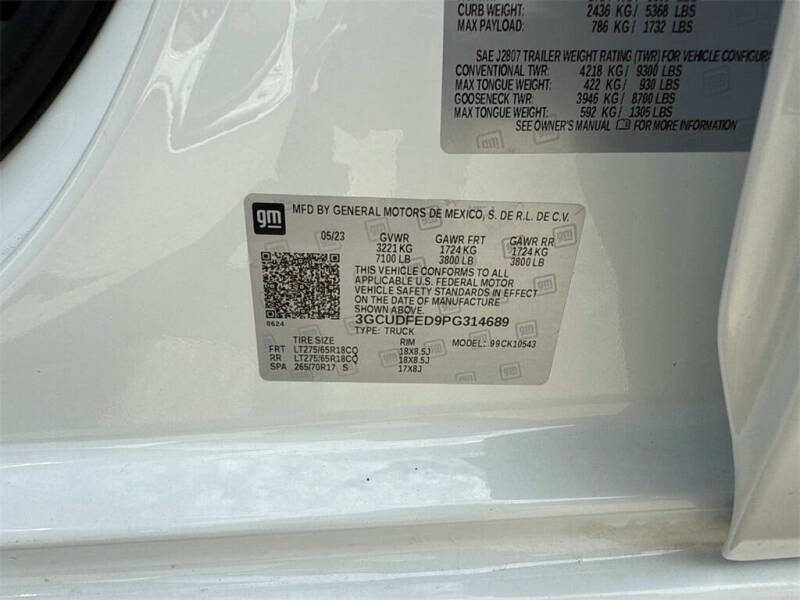 CURB WEIGHT: 2436 KG/ 5368 LBS
MAX PAYLOAD: 786 KG/ 1732 LBS
SAE J2807 TRAILER WEIGHT RATING (TWR) FOR VEHICLE CONFIGURA
CONVENTIONAL TWR: 4218 KG/ 9300 LBS
MAX TONGUE WEIGHT: 422 KG/ 930 LBS
GOOSENECK TWR: 3946 KG/ 8700 LBS
MAX TONGUE WEIGHT: 592 KG/ 1305 LBS
SEE OWNER'S MANUAL FOR MORE INFORMATION
gm MFD BY GENERAL MOTORS DE MEXICO, S. DE R.L. DE C.V.
05/23 GVWR GAWR FRT GAWR RR
3221 KG 1724 KG 1724 KG
7100 LB 3800 LB 3800 LB
THIS VEHICLE CONFORMS TO ALL
APPLICABLE U.S. FEDERAL MOTOR
VEHICLE SAFETY STANDARDS IN EFFECT
ON THE DATE OF MANUFACTURE
SHOWN ABOVE.
0624 3GCUDFED9PG314689
TYPE: TRUCK
TIRE SIZE RIM MODEL: 99CK10543
FRT LT275/65R18CQ 18X8.5J
RR LT275/65R18CQ 18X8.5J
SPA 265/70R17 S 17X8J